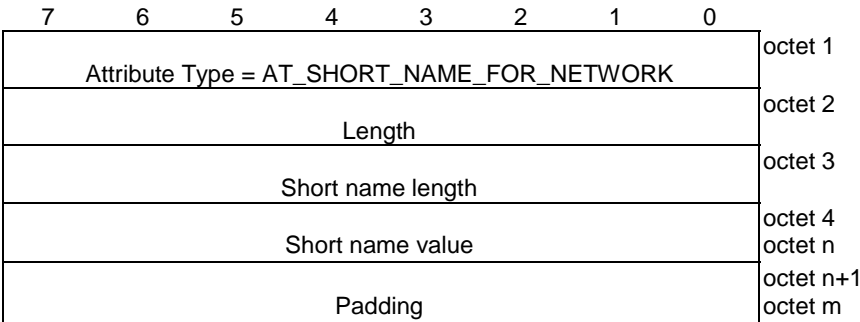 7 6 5 4 3 2 1 0
octet 1
Attribute Type = AT_SHORT_NAME_FOR_NETWORK
octet 2
Length
octet 3
Short name length
octet 4
Short name value octet n
octet n+1
Padding octet m